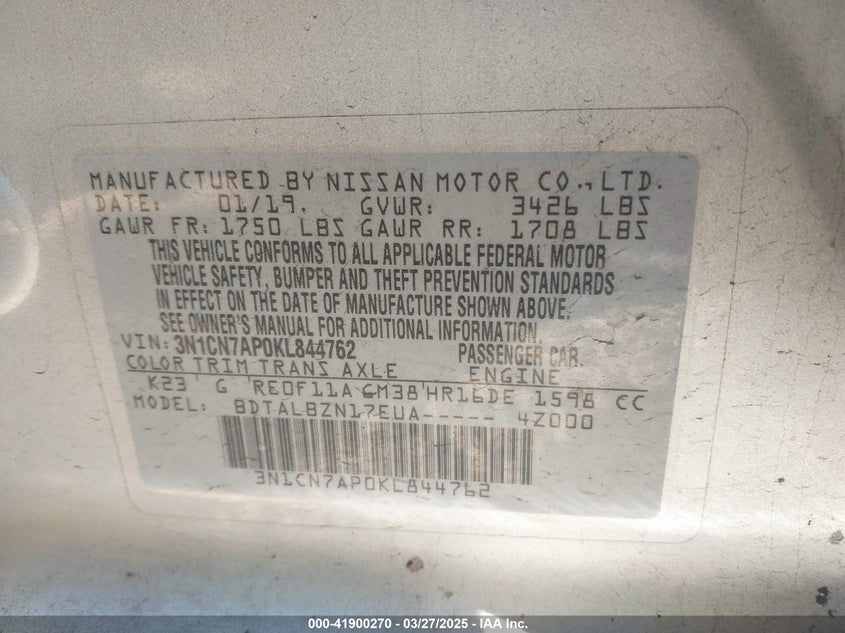 MANUFACTURED BY NISSAN MOTOR CO., LTD.
DATE: 01/19. GVWR: 3426 LBS
GAWR FR: 1750 LBS GAWR RR: 1708 LBS
THIS VEHICLE CONFORMS TO ALL APPLICABLE FEDERAL MOTOR
VEHICLE SAFETY, BUMPER AND THEFT PREVENTION STANDARDS
IN EFFECT ON THE DATE OF MANUFACTURE SHOWN ABOVE.
SEE OWNER'S MANUAL FOR ADDITIONAL INFORMATION.
VIN: 3N1CN7AP0KL844762 PASSENGER CAR.
COLOR TRIM TRANS AXLE ENGINE
K23 G RE0F11A GM38 HR16DE 1598 CC
MODEL: BDTALBZN17EUA----- 4Z000
3N1CN7AP0KL844762
000-41900270 - 03/27/2025 - IAA Inc.